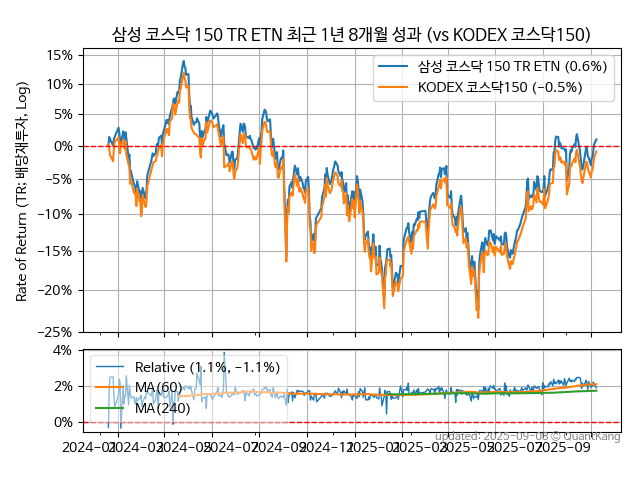 삼성 코스닥 150 TR ETN 최근 1년 8개월 성과 (vs KODEX 코스닥150)
Rate of Return (TR: 배당재투자, Log)
15%
10%
5%
0%
−5%
−10%
−15%
−20%
−25%
삼성 코스닥 150 TR ETN (0.6%)
KODEX 코스닥150 (−0.5%)
4%
2%
0%
Relative (1.1%, −1.1%)
MA(60)
MA(240)
2024-01
2024-03
2024-05
2024-07
2024-09
2024-11
2025-01
2025-03
2025-05
2025-07
2025-09
updated: 2025-09-08 © QuantKang